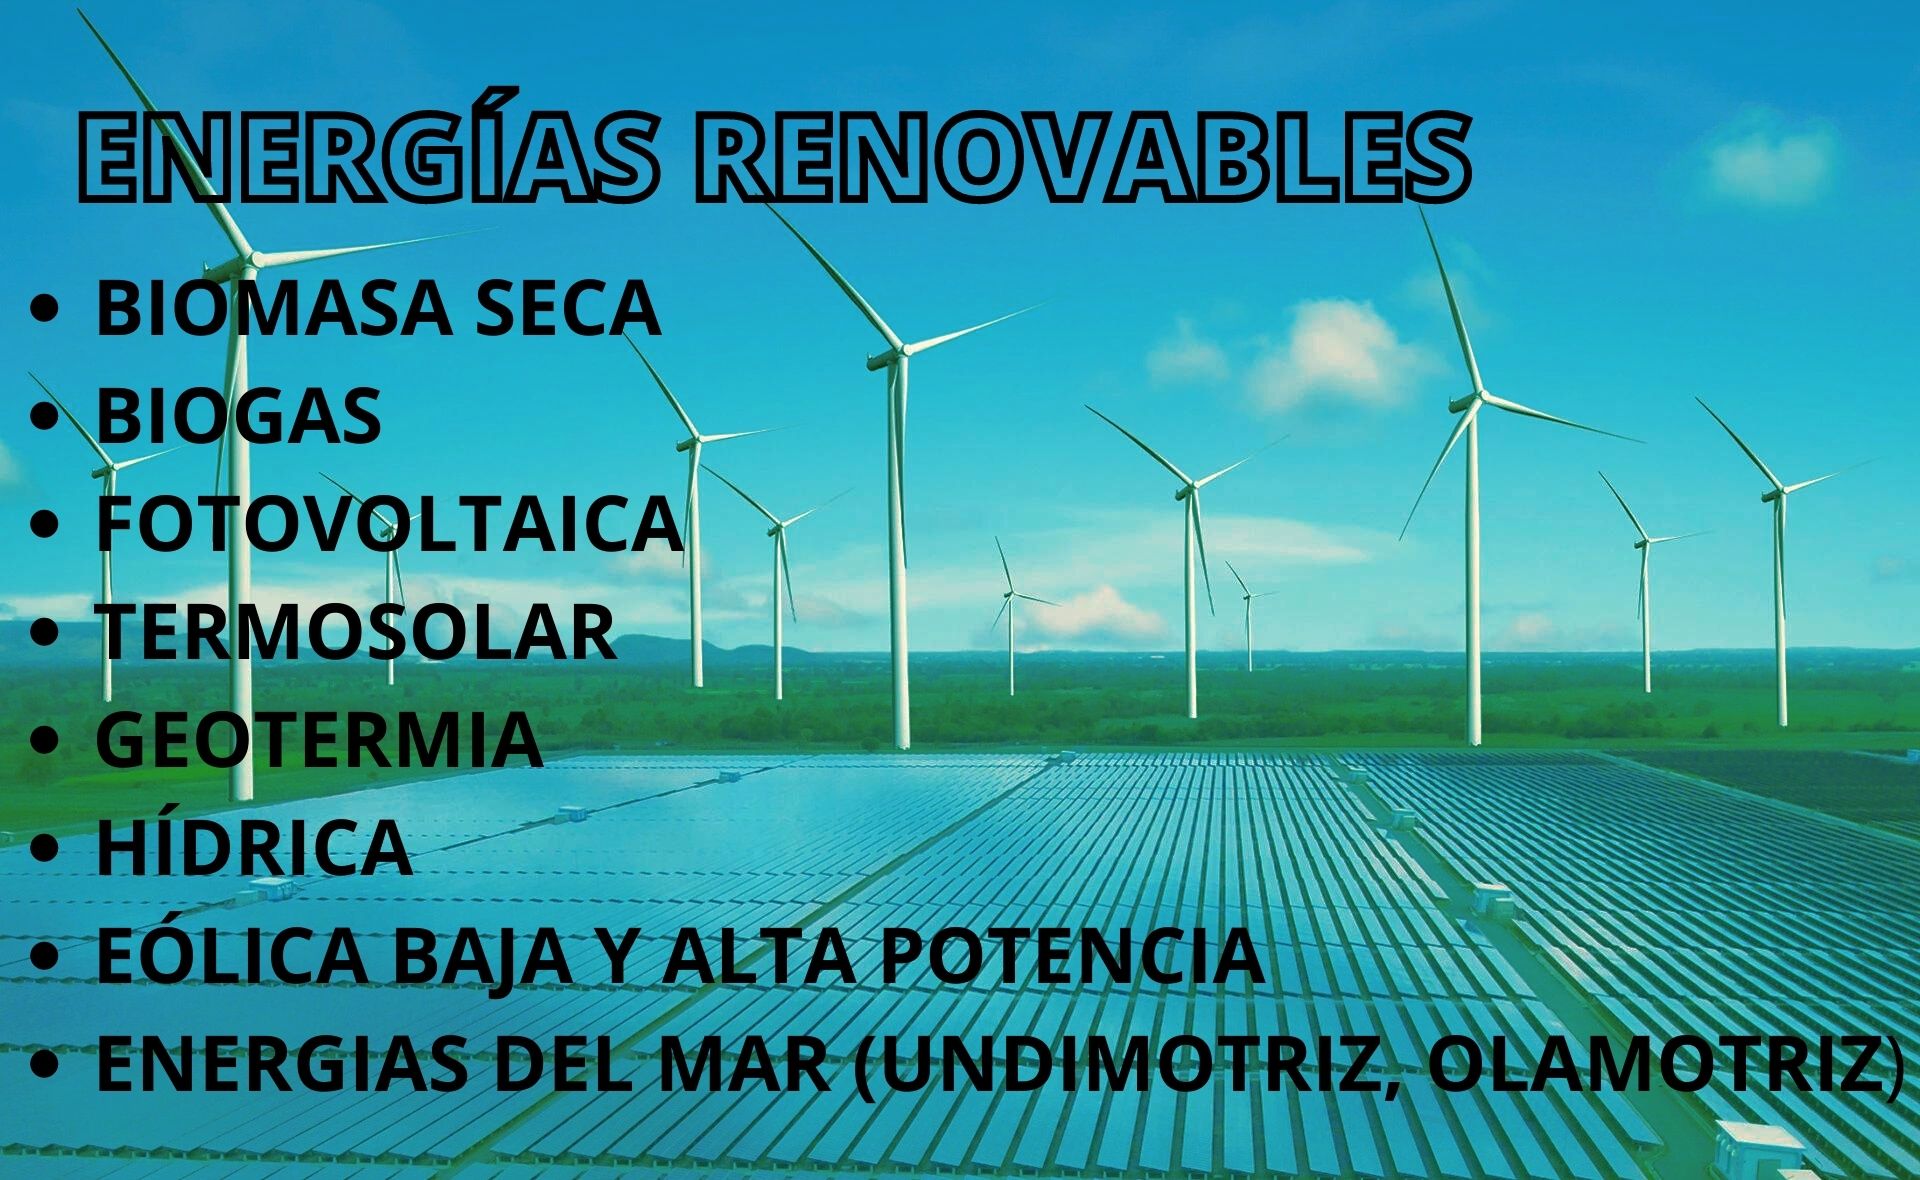 ENERGÍAS RENOVABLES
• BIOMASA SECA
• BIOGAS
• FOTOVOLTAICA
• TERMOSOLAR
• GEOTERMIA
• HÍDRICA
• EÓLICA BAJA Y ALTA POTENCIA
• ENERGIAS DEL MAR (UNDIMOTRIZ, OLAMOTRIZ)